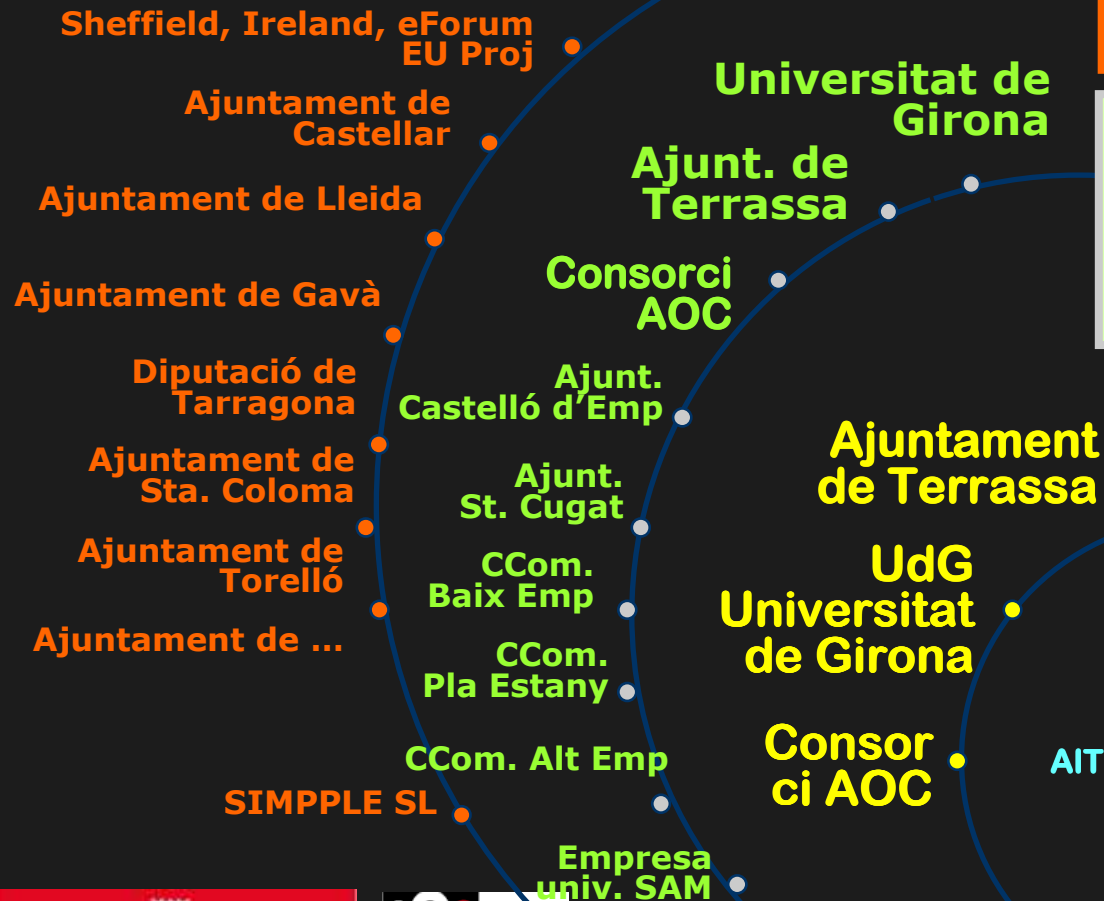 Sheffield, Ireland, eForum
EU Proj
Ajuntament de
Castellar
Ajuntament de Lleida
Ajuntament de Gavà
Diputació de
Tarragona
Ajuntament de
Sta. Coloma
Ajuntament de
Torelló
Ajuntament de ...
SIMPPLE SL
Universitat de
Girona
Ajunt. de
Terrassa
Consorci
AOC
Ajunt.
Castelló d’Emp
Ajunt.
St. Cugat
CCom.
Baix Emp
CCom.
Pla Estany
CCom. Alt Emp
Empresa
univ. SAM
Ajuntament
de Terrassa
UdG
Universitat
de Girona
Consor
ci AOC
AIT